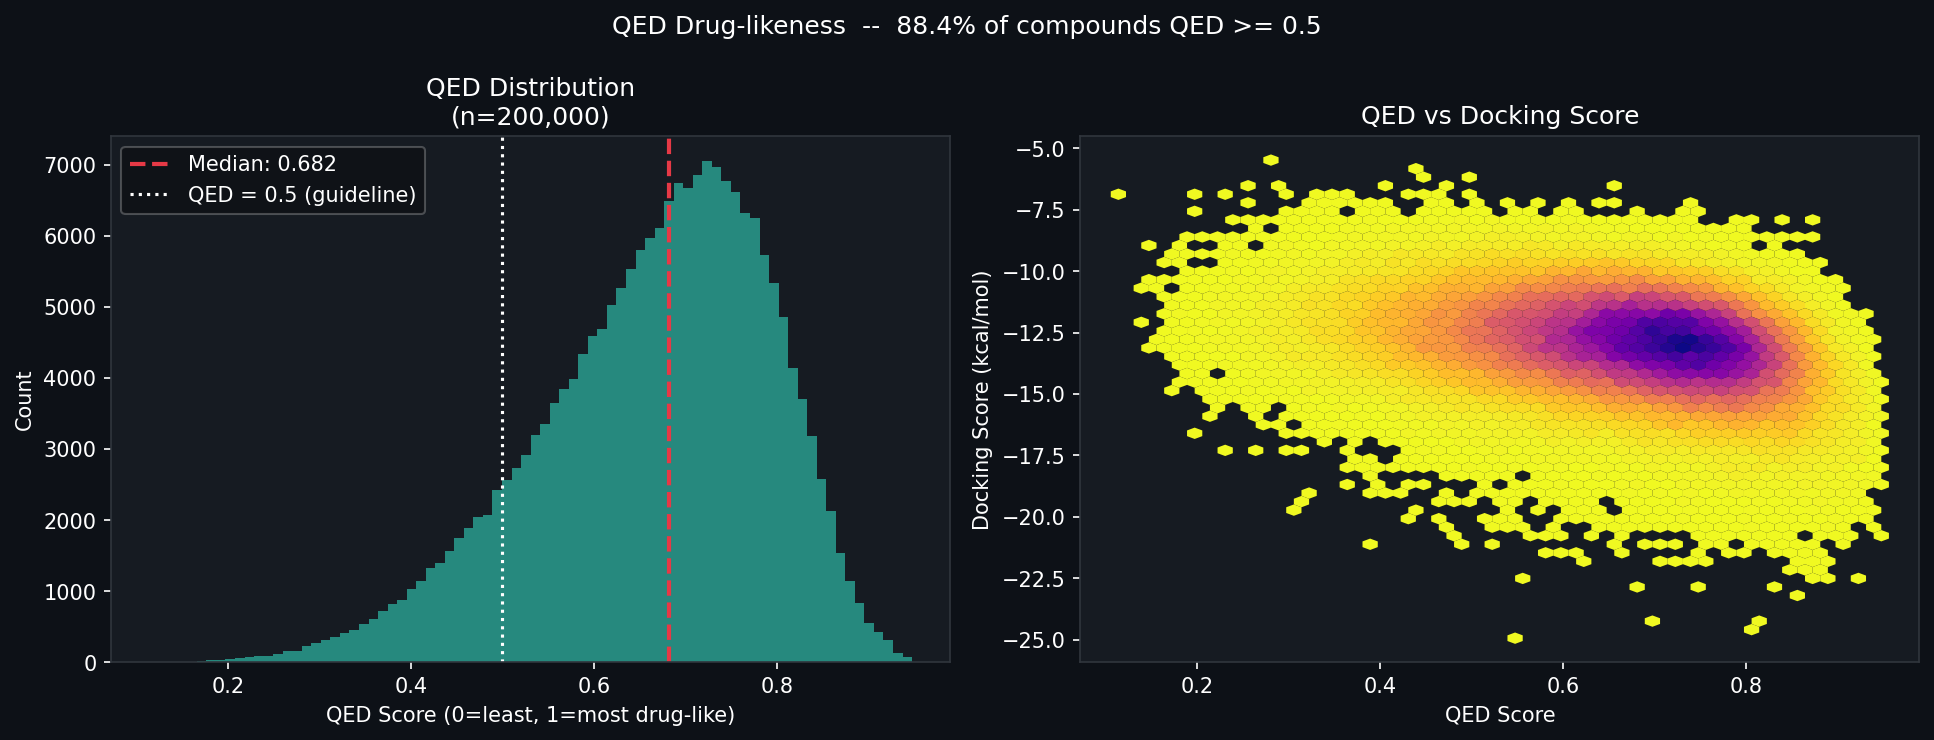 QED Drug-likeness  --  88.4% of compounds QED >= 0.5
QED Distribution
(n=200,000)
Median: 0.682
QED = 0.5 (guideline)
7000
6000
5000
4000
3000
2000
1000
0
Count
0.2
0.4
0.6
0.8
QED Score (0=least, 1=most drug-like)
QED vs Docking Score
−5.0
−7.5
−10.0
−12.5
−15.0
−17.5
−20.0
−22.5
−25.0
Docking Score (kcal/mol)
0.2
0.4
0.6
0.8
QED Score